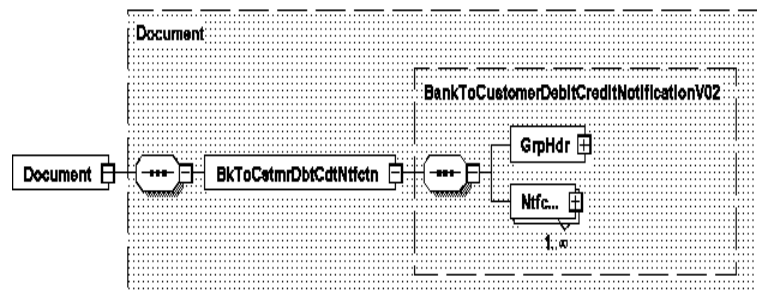 Document
BankToCustomerDebitCreditNotificationV02
GrpHdr
Document
BkToCstmrDbtCdtNtfctn
Ntfc...
1..∞